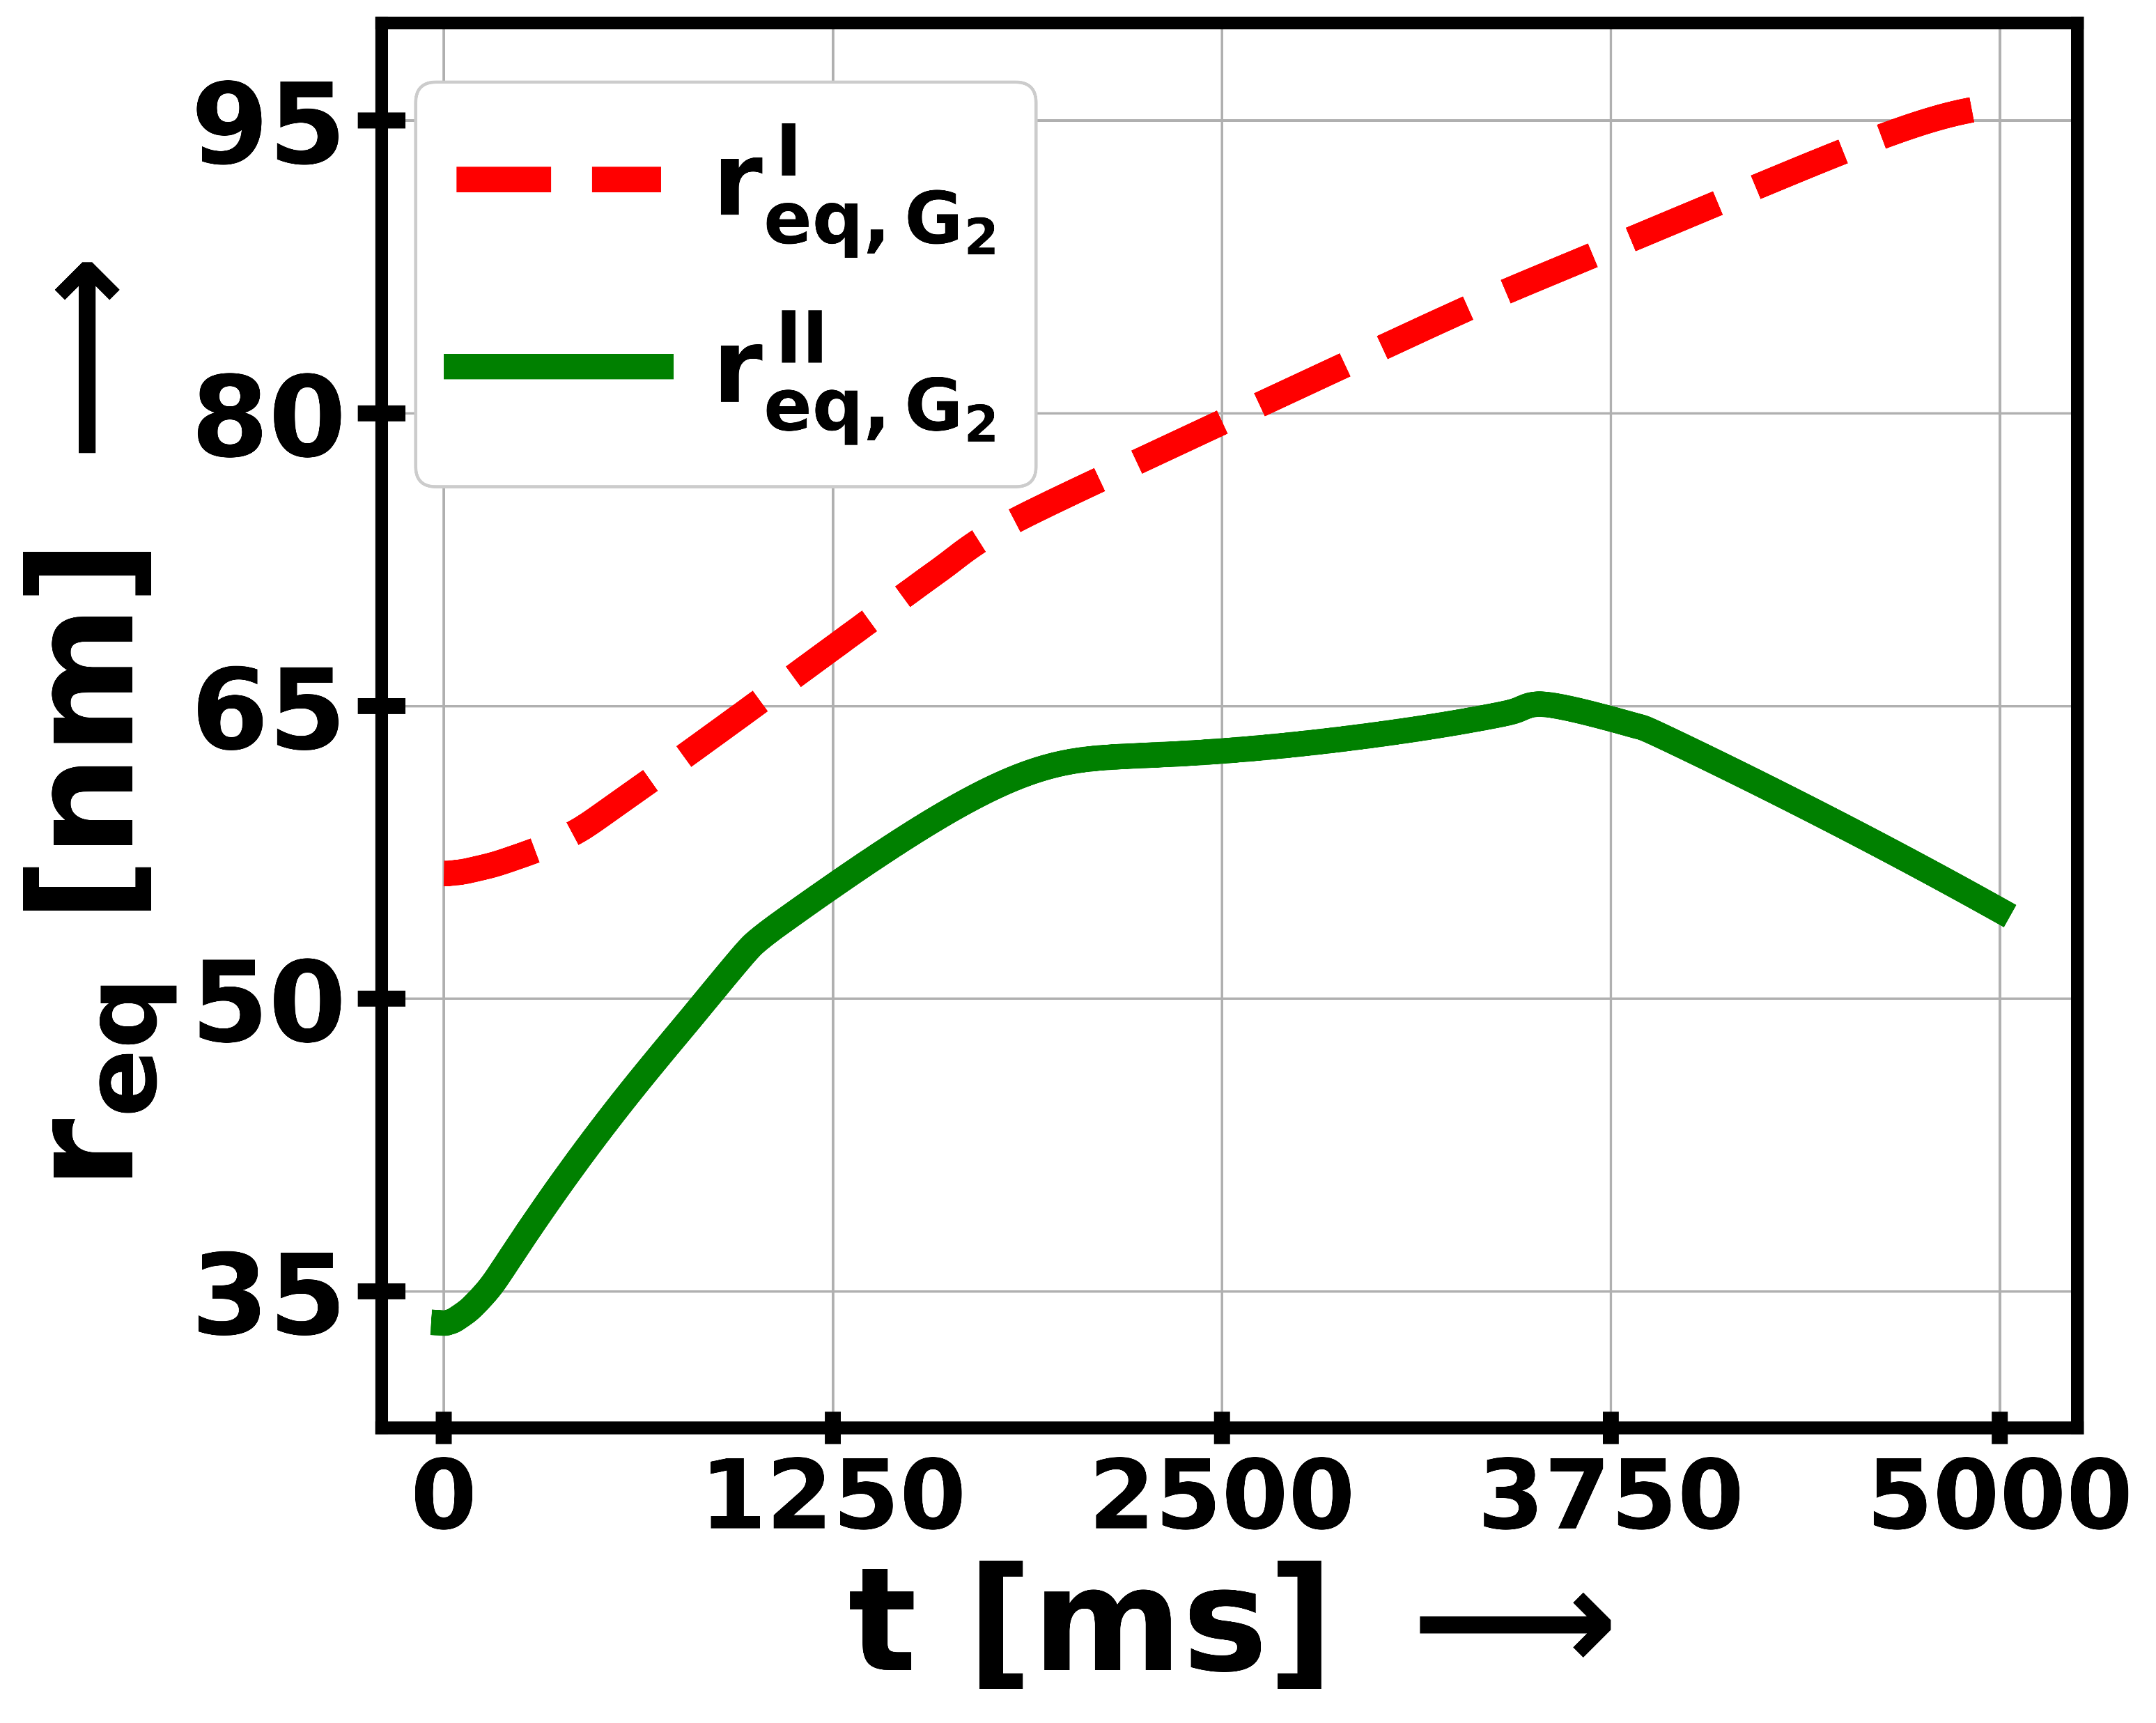 r_eq [nm] ⟶
95
80
65
50
35
r^I_eq, G₂
r^II_eq, G₂
0 1250 2500 3750 5000
t [ms] ⟶